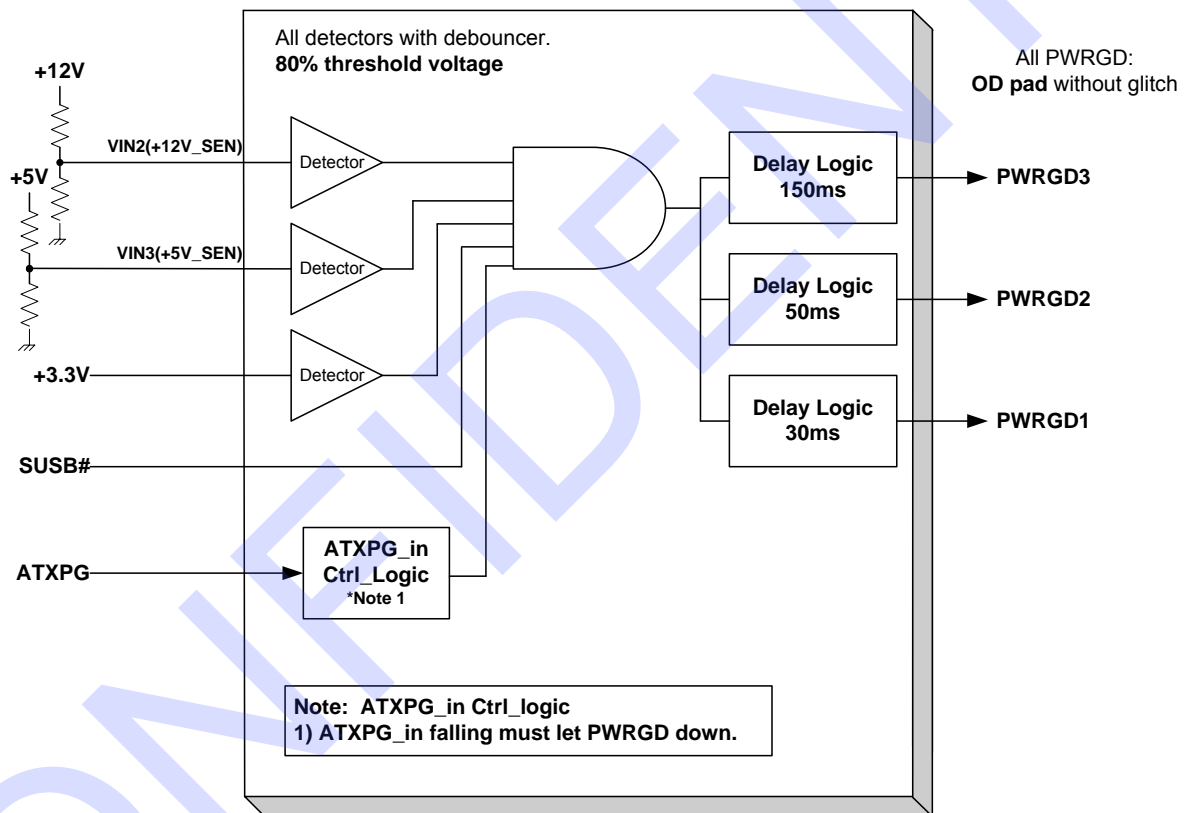 All detectors with debouncer.
80% threshold voltage
All PWRGD:
OD pad without glitch
+12V
VIN2(+12V_SEN)
Detector
+5V
VIN3(+5V_SEN)
Detector
+3.3V
Detector
SUSB#
ATXPG
ATXPG_in
Ctrl_Logic
*Note 1
Delay Logic
150ms
PWRGD3
Delay Logic
50ms
PWRGD2
Delay Logic
30ms
PWRGD1
Note: ATXPG_in Ctrl_logic
1) ATXPG_in falling must let PWRGD down.
ONFIDEN